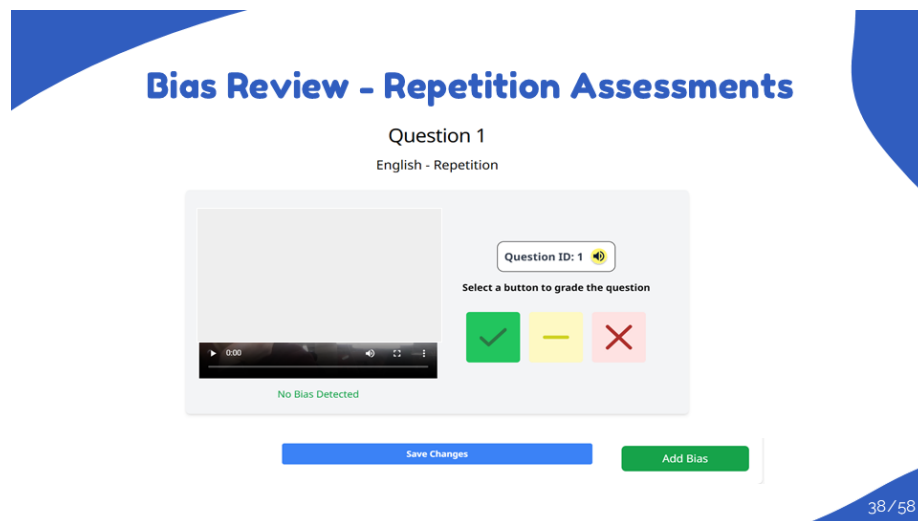 Bias Review - Repetition Assessments
Question 1
English - Repetition
Question ID: 1
Select a button to grade the question
0:00
No Bias Detected
Save Changes
Add Bias
38/58